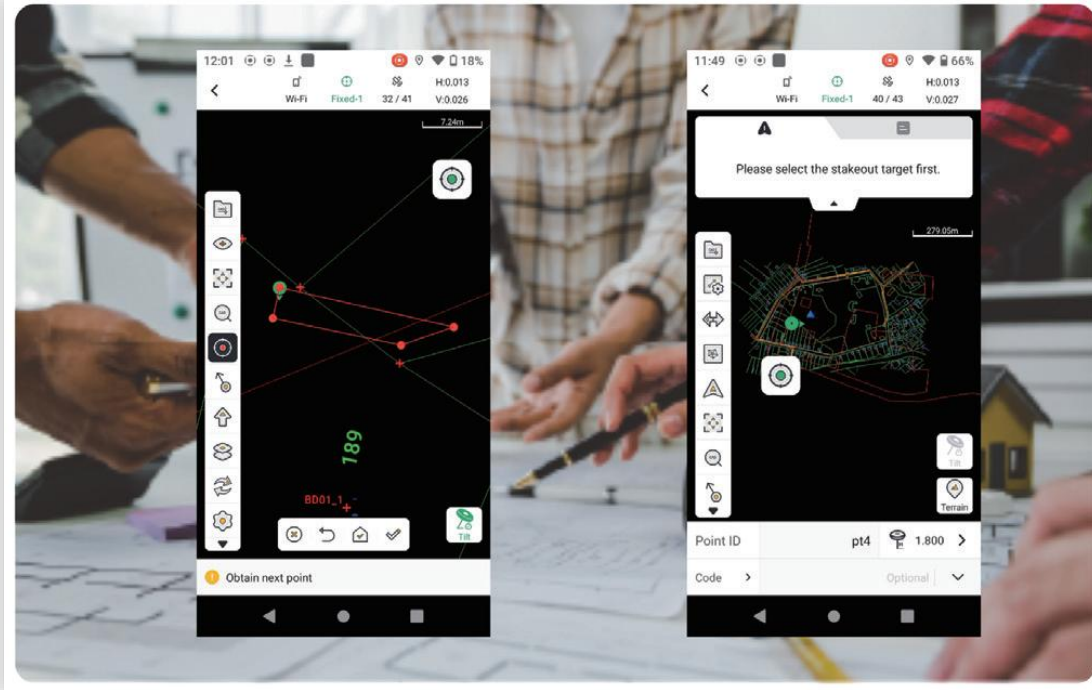 12:01
18%
Wi-Fi
Fixed-1
32 / 41
H:0.013
V:0.026
7.24m
189
BD01_1
Tilt
Obtain next point
11:49
66%
Wi-Fi
Fixed-1
40 / 43
H:0.013
V:0.027
Please select the stakeout target first.
279.05m
Tilt
Terrain
Point ID
pt4
1.800
Code
Optional